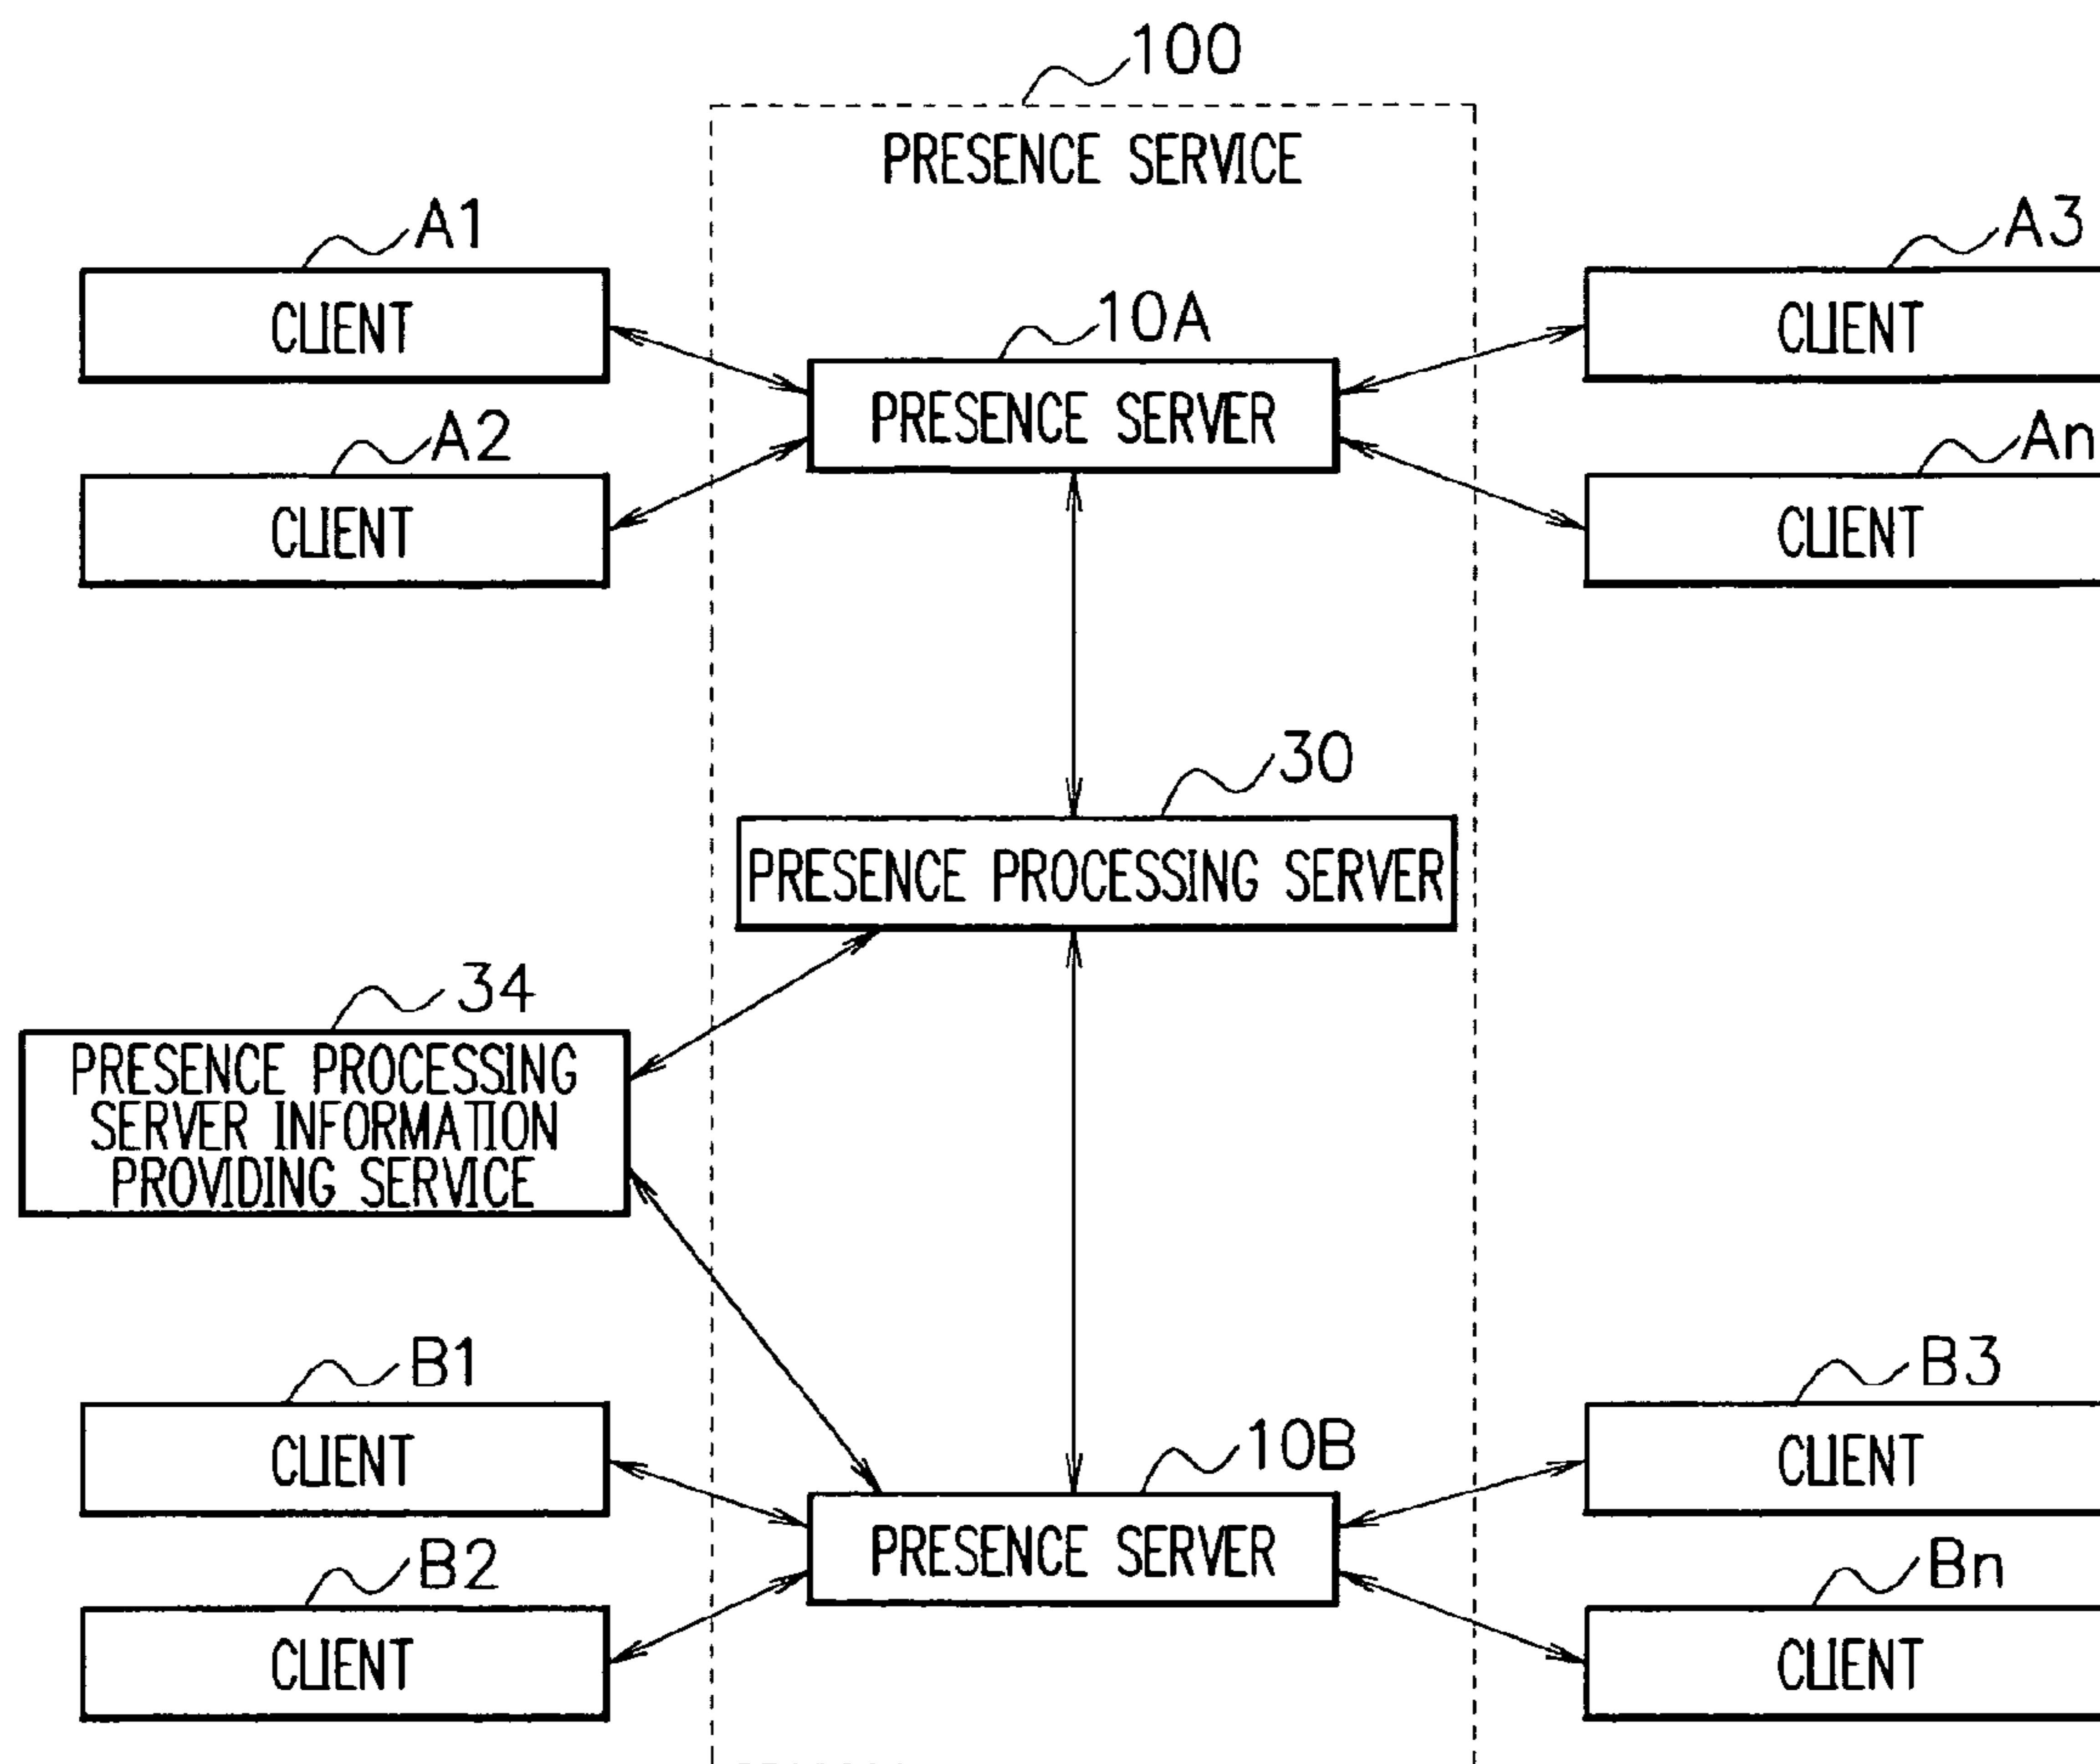 100
PRESENCE SERVICE
A1
CLIENT
A2
CLIENT
10A
PRESENCE SERVER
A3
CLIENT
An
CLIENT
30
PRESENCE PROCESSING SERVER
34
PRESENCE PROCESSING
SERVER INFORMATION
PROVIDING SERVICE
B1
CLIENT
B2
CLIENT
10B
PRESENCE SERVER
B3
CLIENT
Bn
CLIENT